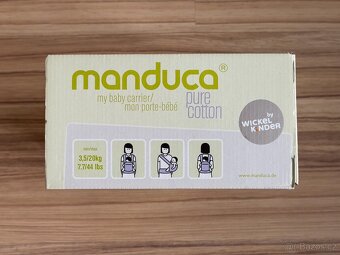 manduca®
my baby carrier/
mon porte-bébé
pure
cotton
by
WICKEL
KINDER
3,5/20kg
7.7/44 lbs
www.manduca.de